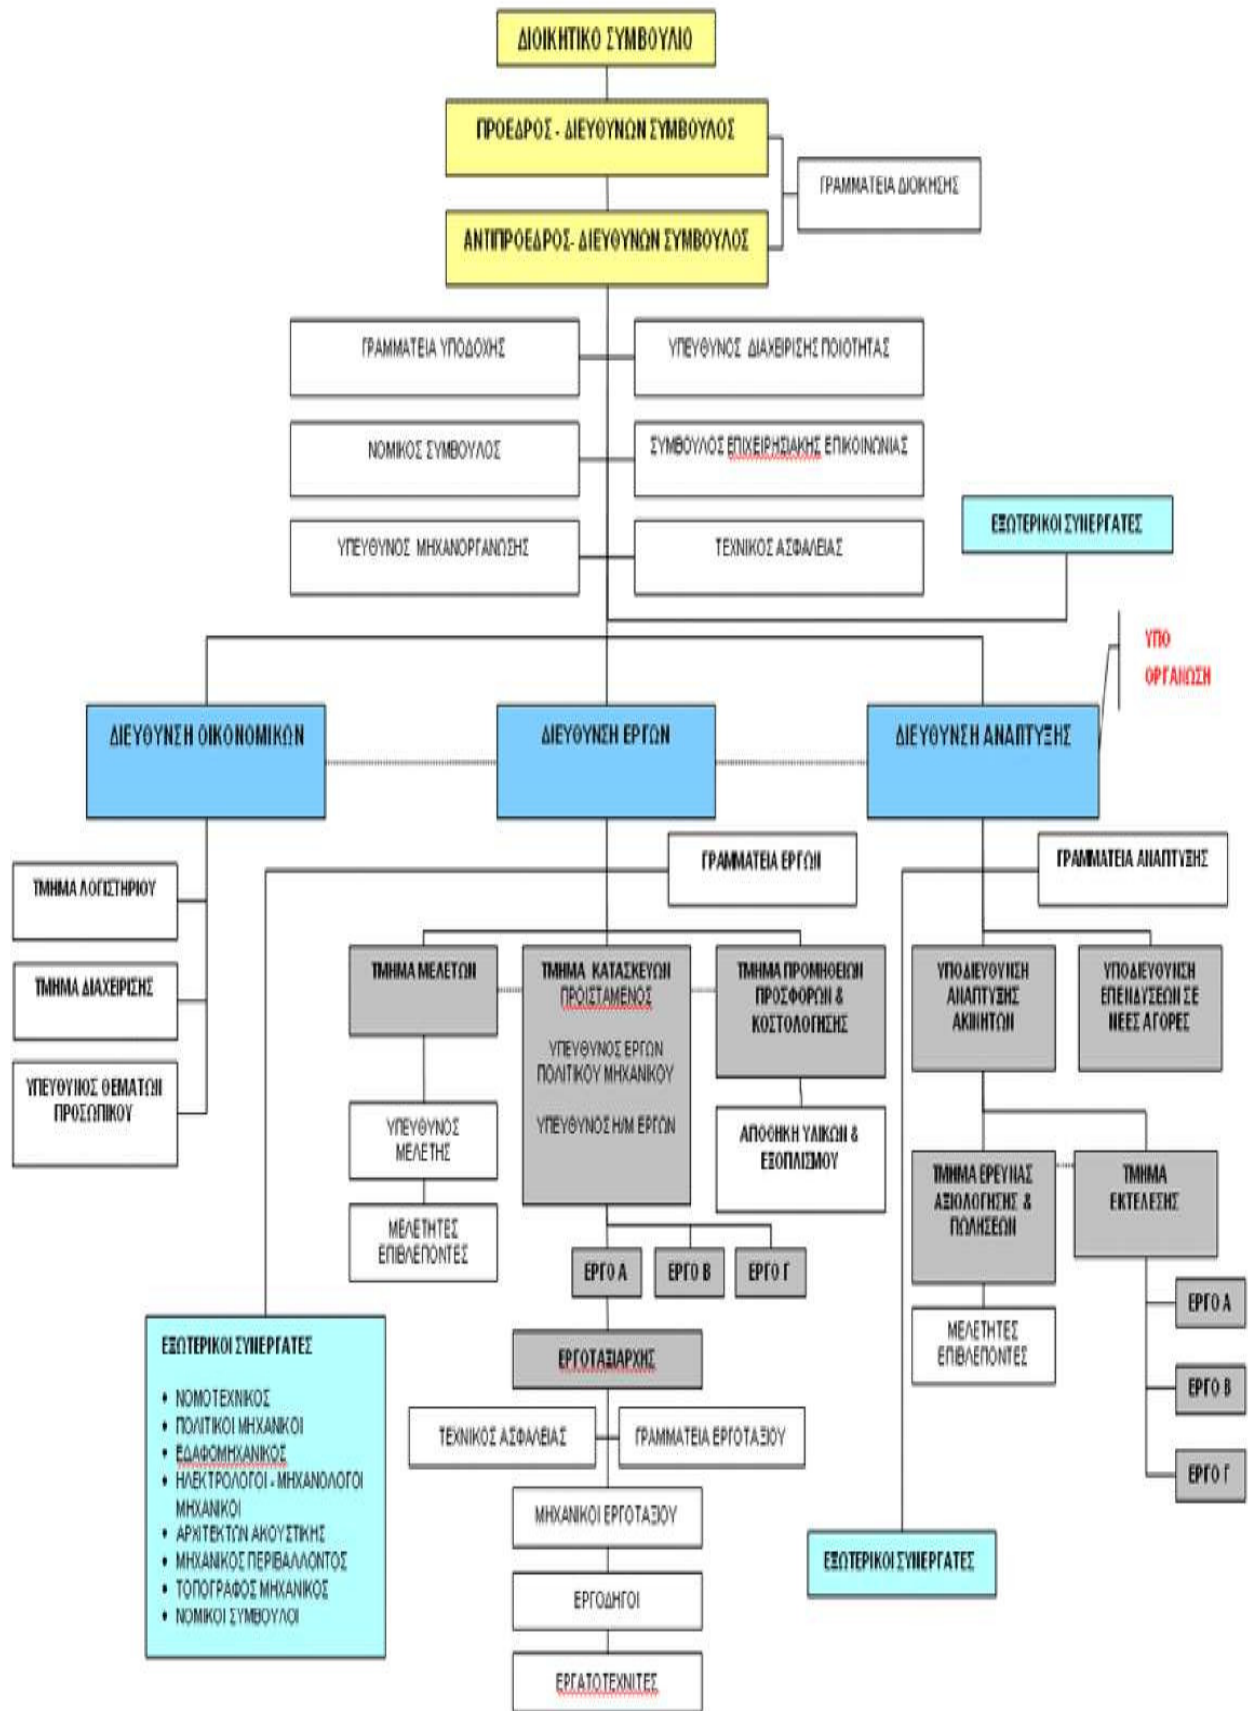 ΔΙΟΙΚΗΤΙΚΟ ΣΥΜΒΟΥΛΙΟ
ΠΡΟΕΔΡΟΣ - ΔΙΕΥΘΥΝΩΝ ΣΥΜΒΟΥΛΟΣ
ΓΡΑΜΜΑΤΕΙΑ ΔΙΟΙΚΗΣΗΣ
ΑΝΤΙΠΡΟΕΔΡΟΣ- ΔΙΕΥΘΥΝΩΝ ΣΥΜΒΟΥΛΟΣ
ΓΡΑΜΜΑΤΕΙΑ ΥΠΟΔΟΧΗΣ
ΥΠΕΥΘΥΝΟΣ ΔΙΑΧΕΙΡΙΣΗΣ ΠΟΙΟΤΗΤΑΣ
ΝΟΜΙΚΟΣ ΣΥΜΒΟΥΛΟΣ
ΣΥΜΒΟΥΛΟΣ ΕΠΙΧΕΙΡΗΣΙΑΚΗΣ ΕΠΙΚΟΙΝΩΝΙΑΣ
ΥΠΕΥΘΥΝΟΣ ΜΗΧΑΝΟΡΓΑΝΩΣΗΣ
ΤΕΧΝΙΚΟΣ ΑΣΦΑΛΕΙΑΣ
ΕΞΩΤΕΡΙΚΟΙ ΣΥΝΕΡΓΑΤΕΣ
ΥΠΟ
ΟΡΓΑΝΩΣΗ
ΔΙΕΥΘΥΝΣΗ ΟΙΚΟΝΟΜΙΚΩΝ
ΔΙΕΥΘΥΝΣΗ ΕΡΓΩΝ
ΔΙΕΥΘΥΝΣΗ ΑΝΑΠΤΥΞΗΣ
ΤΜΗΜΑ ΛΟΓΙΣΤΗΡΙΟΥ
ΤΜΗΜΑ ΔΙΑΧΕΙΡΙΣΗΣ
ΥΠΕΥΘΥΝΟΣ ΘΕΜΑΤΩΝ
ΠΡΟΣΩΠΙΚΟΥ
ΓΡΑΜΜΑΤΕΙΑ ΕΡΓΩΝ
ΓΡΑΜΜΑΤΕΙΑ ΑΝΑΠΤΥΞΗΣ
ΤΜΗΜΑ ΜΕΛΕΤΩΝ
ΥΠΕΥΘΥΝΟΣ
ΜΕΛΕΤΗΣ
ΜΕΛΕΤΗΤΕΣ
ΕΠΙΒΛΕΠΟΝΤΕΣ
ΤΜΗΜΑ ΚΑΤΑΣΚΕΥΩΝ
ΠΡΟΙΣΤΑΜΕΝΟΣ
ΥΠΕΥΘΥΝΟΣ ΕΡΓΩΝ
ΠΟΛΙΤΙΚΟΥ ΜΗΧΑΝΙΚΟΥ
ΥΠΕΥΘΥΝΟΣ Η/Μ ΕΡΓΩΝ
ΤΜΗΜΑ ΠΡΟΜΗΘΕΙΩΝ
ΠΡΟΣΦΟΡΩΝ &
ΚΟΣΤΟΛΟΓΗΣΗΣ
ΑΠΟΘΗΚΗ ΥΛΙΚΩΝ &
ΕΞΟΠΛΙΣΜΟΥ
ΥΠΟΔΙΕΥΘΥΝΣΗ
ΑΝΑΠΤΥΞΗΣ
ΑΚΙΝΗΤΩΝ
ΥΠΟΔΙΕΥΘΥΝΣΗ
ΕΠΕΝΔΥΣΕΩΝ ΣΕ
ΝΕΕΣ ΑΓΟΡΕΣ
ΤΜΗΜΑ ΕΡΕΥΝΑΣ
ΑΞΙΟΛΟΓΗΣΗΣ &
ΠΩΛΗΣΕΩΝ
ΤΜΗΜΑ
ΕΚΤΕΛΕΣΗΣ
ΜΕΛΕΤΗΤΕΣ
ΕΠΙΒΛΕΠΟΝΤΕΣ
ΕΡΓΟ Α
ΕΡΓΟ Β
ΕΡΓΟ Γ
ΕΡΓΟ Α
ΕΡΓΟ Β
ΕΡΓΟ Γ
ΕΡΓΟΤΑΞΙΑΡΧΗΣ
ΤΕΧΝΙΚΟΣ ΑΣΦΑΛΕΙΑΣ
ΓΡΑΜΜΑΤΕΙΑ ΕΡΓΟΤΑΞΙΟΥ
ΜΗΧΑΝΙΚΟΙ ΕΡΓΟΤΑΞΙΟΥ
ΕΡΓΟΔΗΓΟΙ
ΕΡΓΑΤΟΤΕΧΝΙΤΕΣ
ΕΞΩΤΕΡΙΚΟΙ ΣΥΝΕΡΓΑΤΕΣ
• ΝΟΜΟΤΕΧΝΙΚΟΣ
• ΠΟΛΙΤΙΚΟΙ ΜΗΧΑΝΙΚΟΙ
• ΕΔΑΦΟΜΗΧΑΝΙΚΟΣ
• ΗΛΕΚΤΡΟΛΟΓΟΙ - ΜΗΧΑΝΟΛΟΓΟΙ
ΜΗΧΑΝΙΚΟΙ
• ΑΡΧΙΤΕΚΤΩΝ ΑΚΟΥΣΤΙΚΗΣ
• ΜΗΧΑΝΙΚΟΣ ΠΕΡΙΒΑΛΛΟΝΤΟΣ
• ΤΟΠΟΓΡΑΦΟΣ ΜΗΧΑΝΙΚΟΣ
• ΝΟΜΙΚΟΙ ΣΥΜΒΟΥΛΟΙ
ΕΞΩΤΕΡΙΚΟΙ ΣΥΝΕΡΓΑΤΕΣ